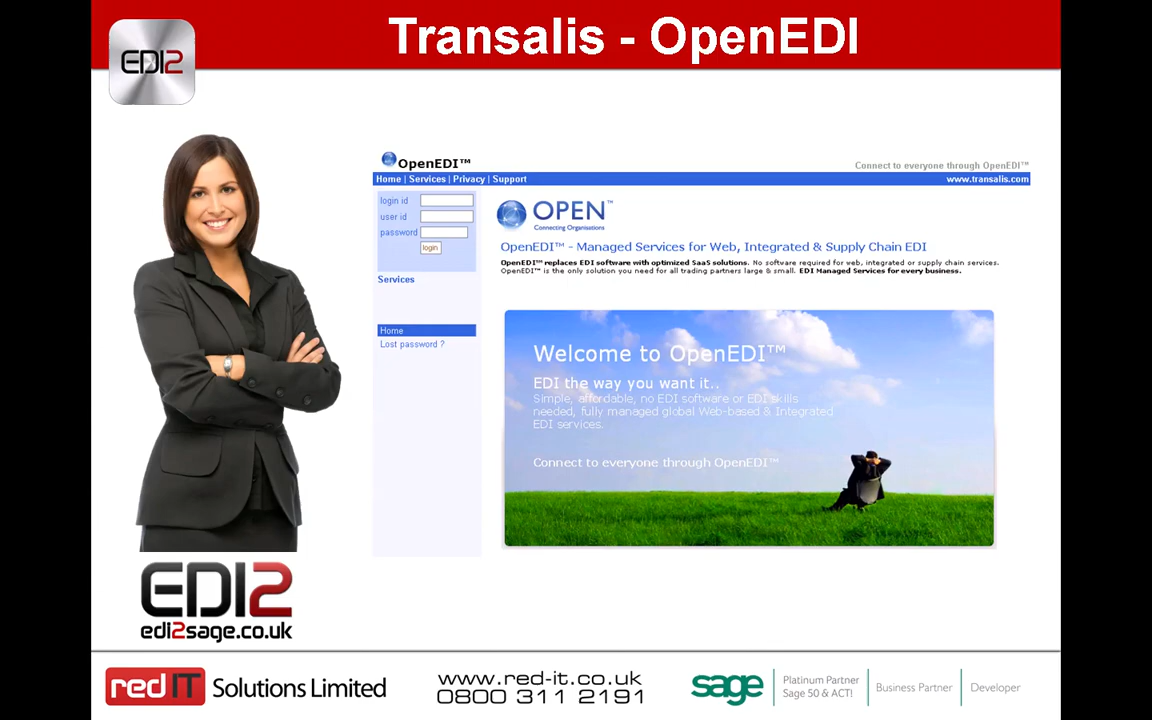 Transalis - OpenEDI
EDI2
OpenEDI™
Connect to everyone through OpenEDI™
Home | Services | Privacy | Support
www.transalis.com
login id
user id
password
login
Services
Home
Lost password ?
OPEN™
Connecting Organisations
OpenEDI™ - Managed Services for Web, Integrated & Supply Chain EDI
OpenEDI™ replaces EDI software with optimized SaaS solutions. No software required for web, integrated or supply chain services.
OpenEDI™ is the only solution you need for all trading partners large & small. EDI Managed Services for every business.
Welcome to OpenEDI™
EDI the way you want it..
Simple, affordable, no EDI software or EDI skills
needed, fully managed global Web-based & Integrated
EDI services.
Connect to everyone through OpenEDI™
EDI2
edi2sage.co.uk
red IT Solutions Limited
www.red-it.co.uk
0800 311 2191
sage
Platinum Partner
Sage 50 & ACT!
Business Partner
Developer